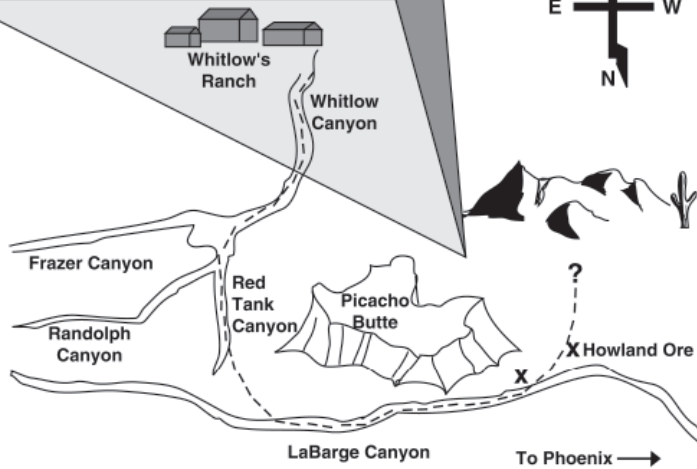 E W
N
Whitlow's
Ranch
Whitlow
Canyon
Frazer Canyon
Red
Tank
Canyon
Picacho
Butte
?
Randolph
Canyon
X Howland Ore
X
LaBarge Canyon
To Phoenix